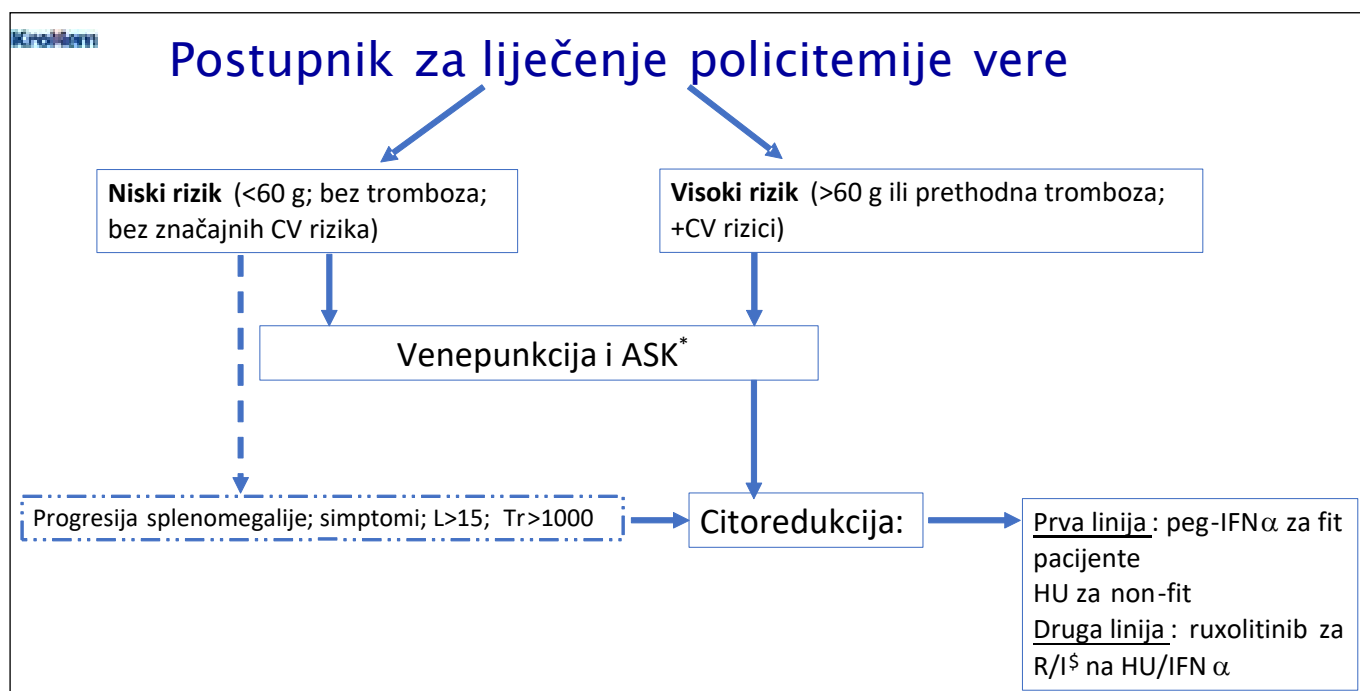 KroHem
Postupnik za liječenje policitemije vere
Niski rizik (<60 g; bez tromboza;
bez značajnih CV rizika)
Visoki rizik (>60 g ili prethodna tromboza;
+CV rizici)
Venepunkcija i ASK*
Progresija splenomegalije; simptomi; L>15; Tr>1000
Citoredukcija:
Prva linija : peg-IFNα za fit
pacijente
HU za non-fit
Druga linija : ruxolitinib za
R/I$ na HU/IFN α